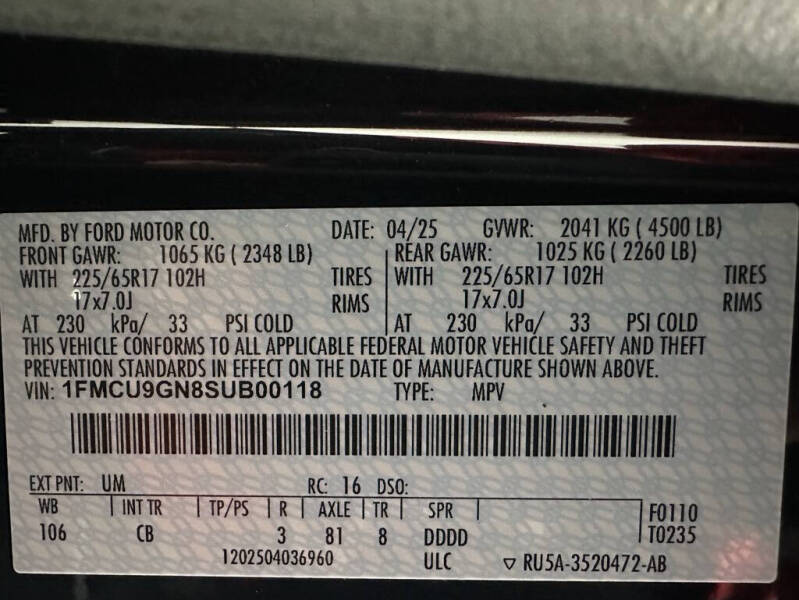 MFD. BY FORD MOTOR CO. DATE: 04/25 GVWR: 2041 KG ( 4500 LB)
FRONT GAWR: 1065 KG ( 2348 LB) REAR GAWR: 1025 KG ( 2260 LB)
WITH 225/65R17 102H TIRES WITH 225/65R17 102H TIRES
17x7.0J RIMS 17x7.0J RIMS
AT 230 kPa/ 33 PSI COLD AT 230 kPa/ 33 PSI COLD
THIS VEHICLE CONFORMS TO ALL APPLICABLE FEDERAL MOTOR VEHICLE SAFETY AND THEFT
PREVENTION STANDARDS IN EFFECT ON THE DATE OF MANUFACTURE SHOWN ABOVE.
VIN: 1FMCU9GN8SUB00118 TYPE: MPV
EXT PNT: UM RC: 16 DSO:
WB INT TR TP/PS R AXLE TR SPR F0110
106 CB 3 81 8 DDDD T0235
1202504036960 ULC ▽ RU5A-3520472-AB